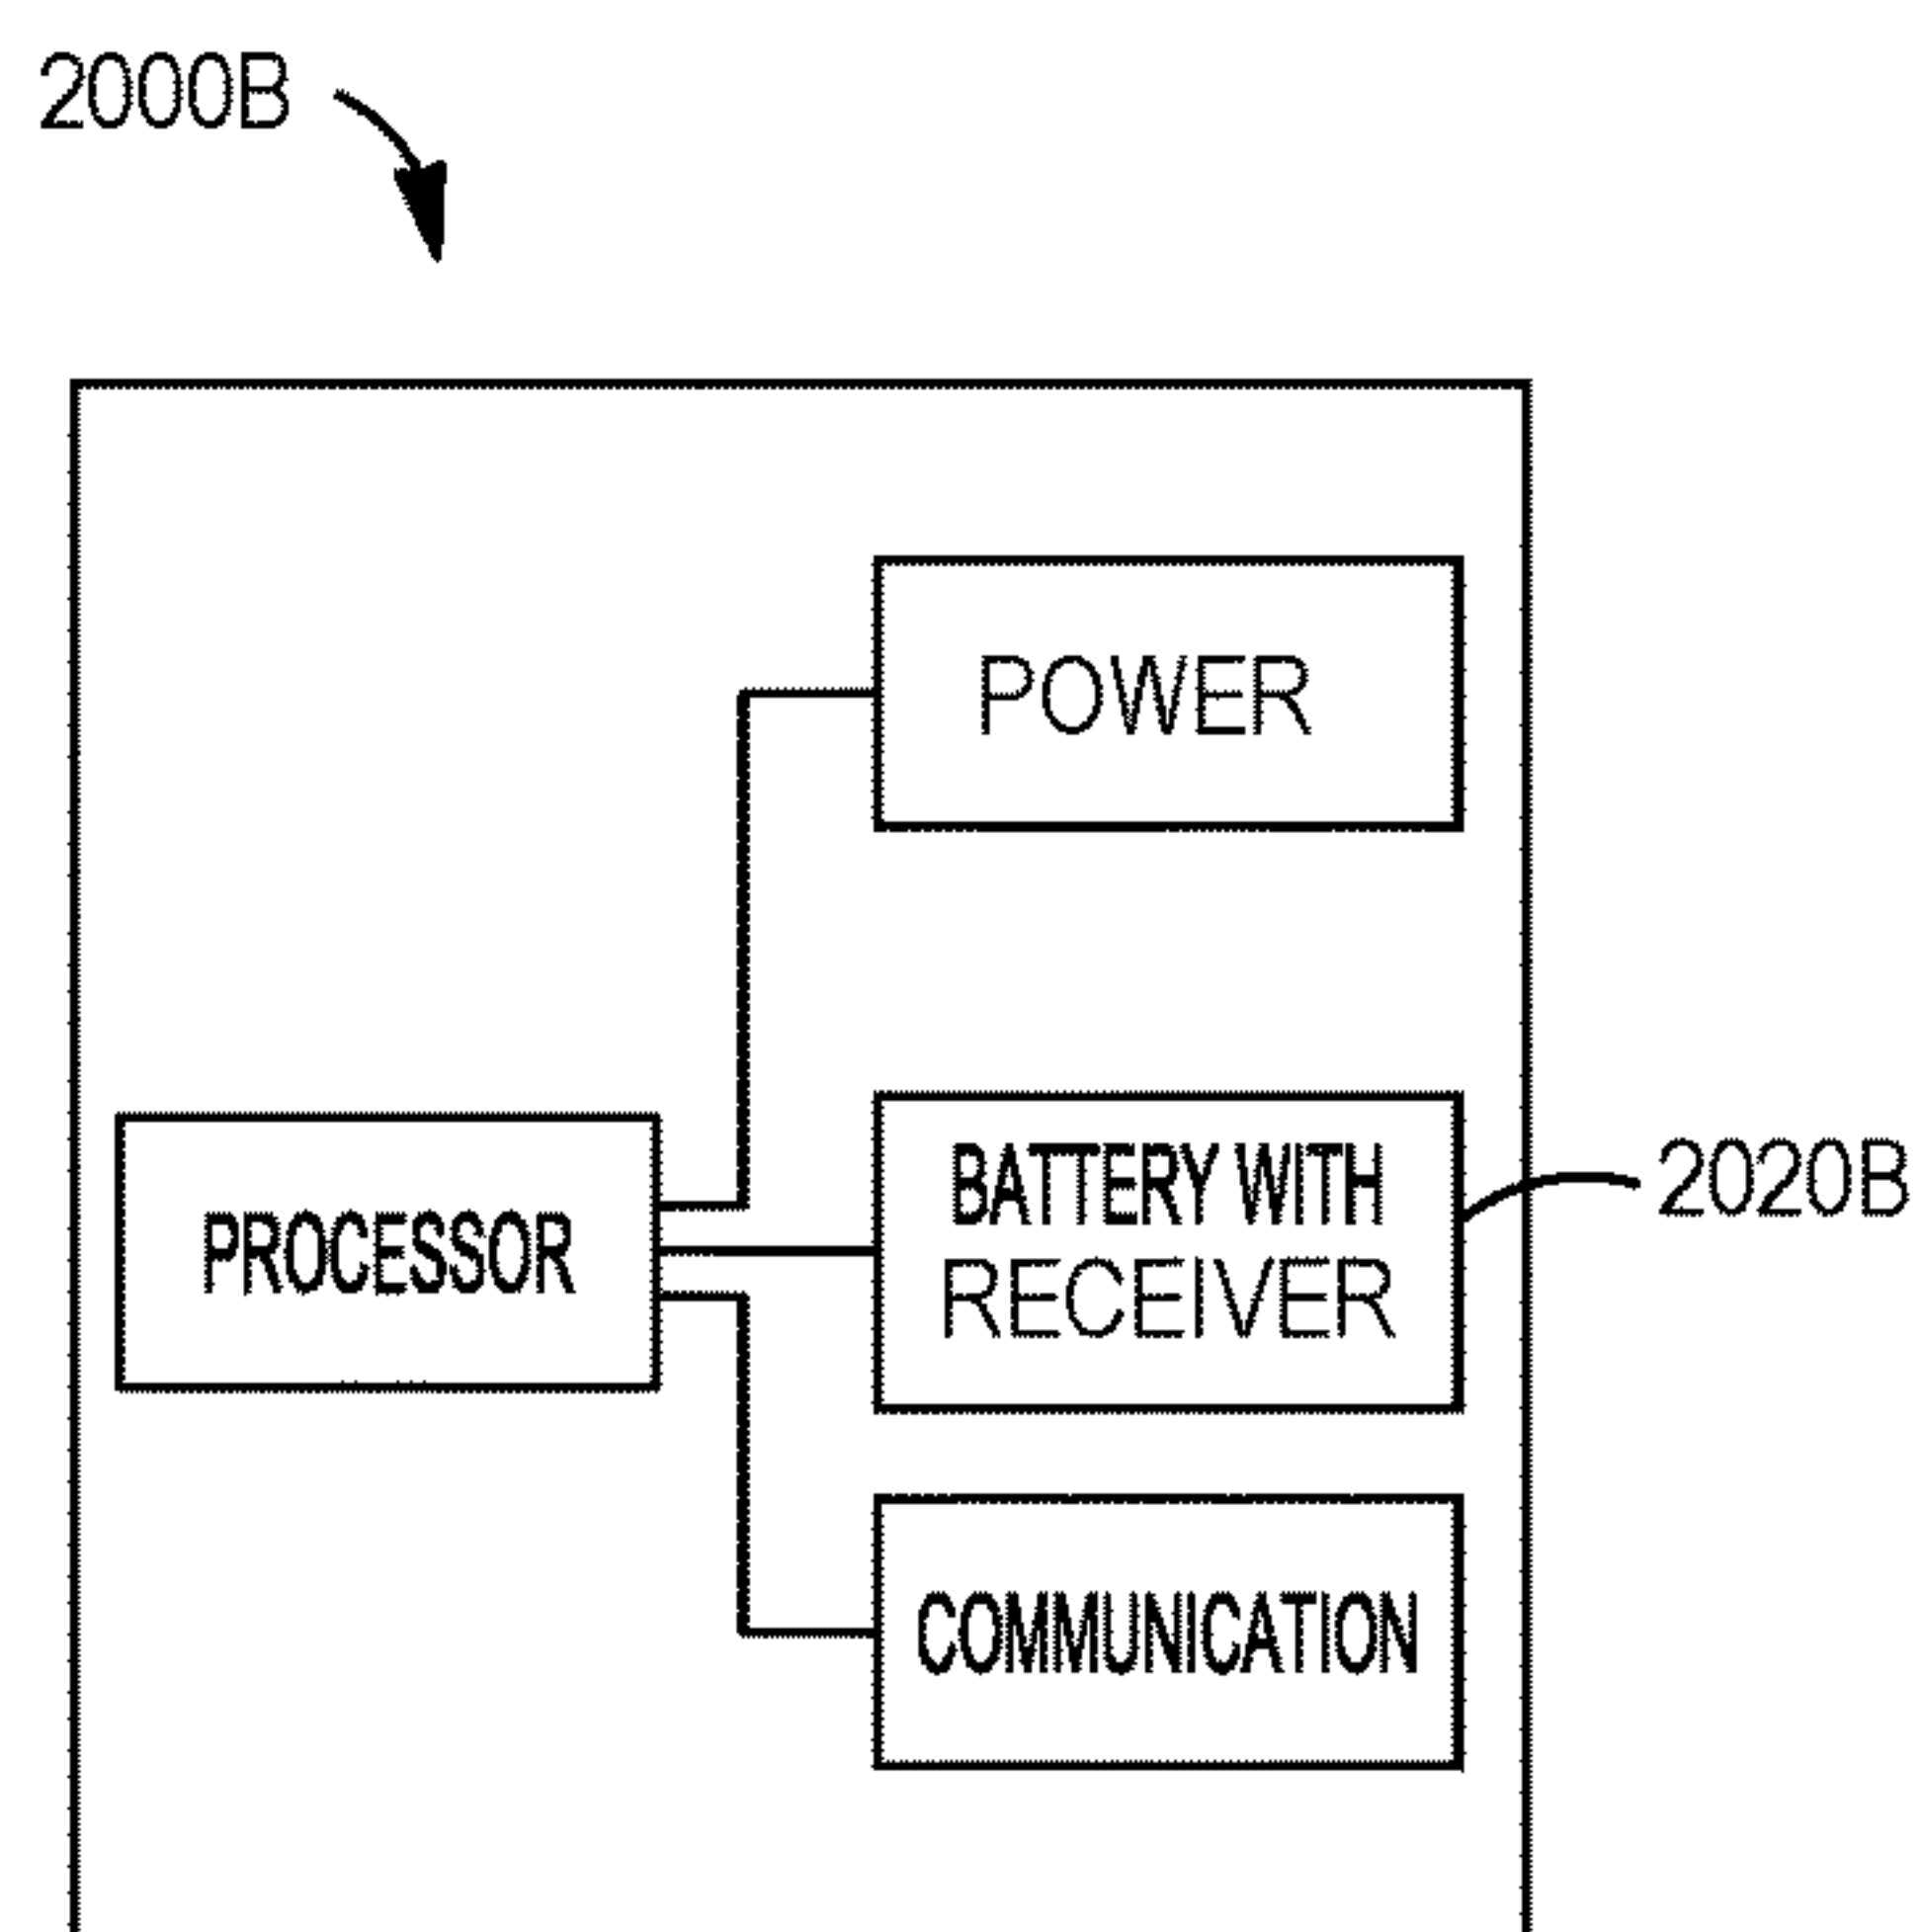 2000B
POWER
BATTERY WITH
RECEIVER
2020B
PROCESSOR
COMMUNICATION